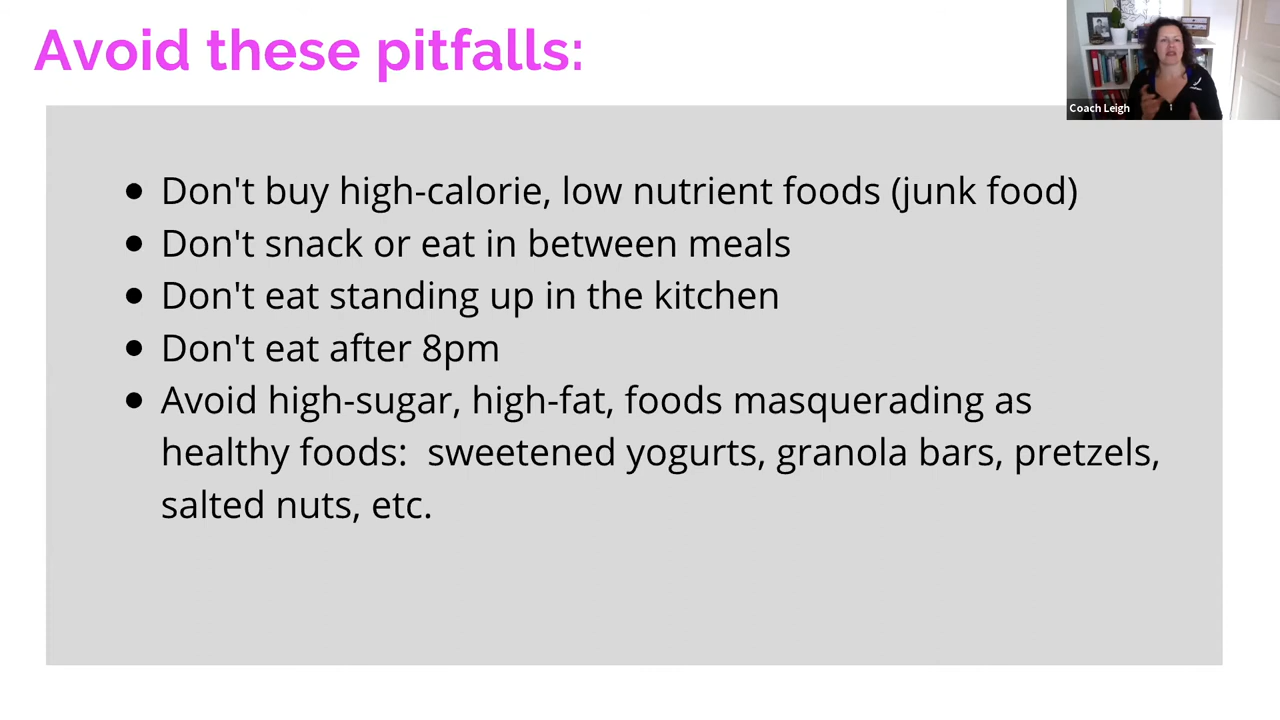 Avoid these pitfalls:
Coach Leigh
• Don't buy high-calorie, low nutrient foods (junk food)
• Don't snack or eat in between meals
• Don't eat standing up in the kitchen
• Don't eat after 8pm
• Avoid high-sugar, high-fat, foods masquerading as
healthy foods:  sweetened yogurts, granola bars, pretzels,
salted nuts, etc.